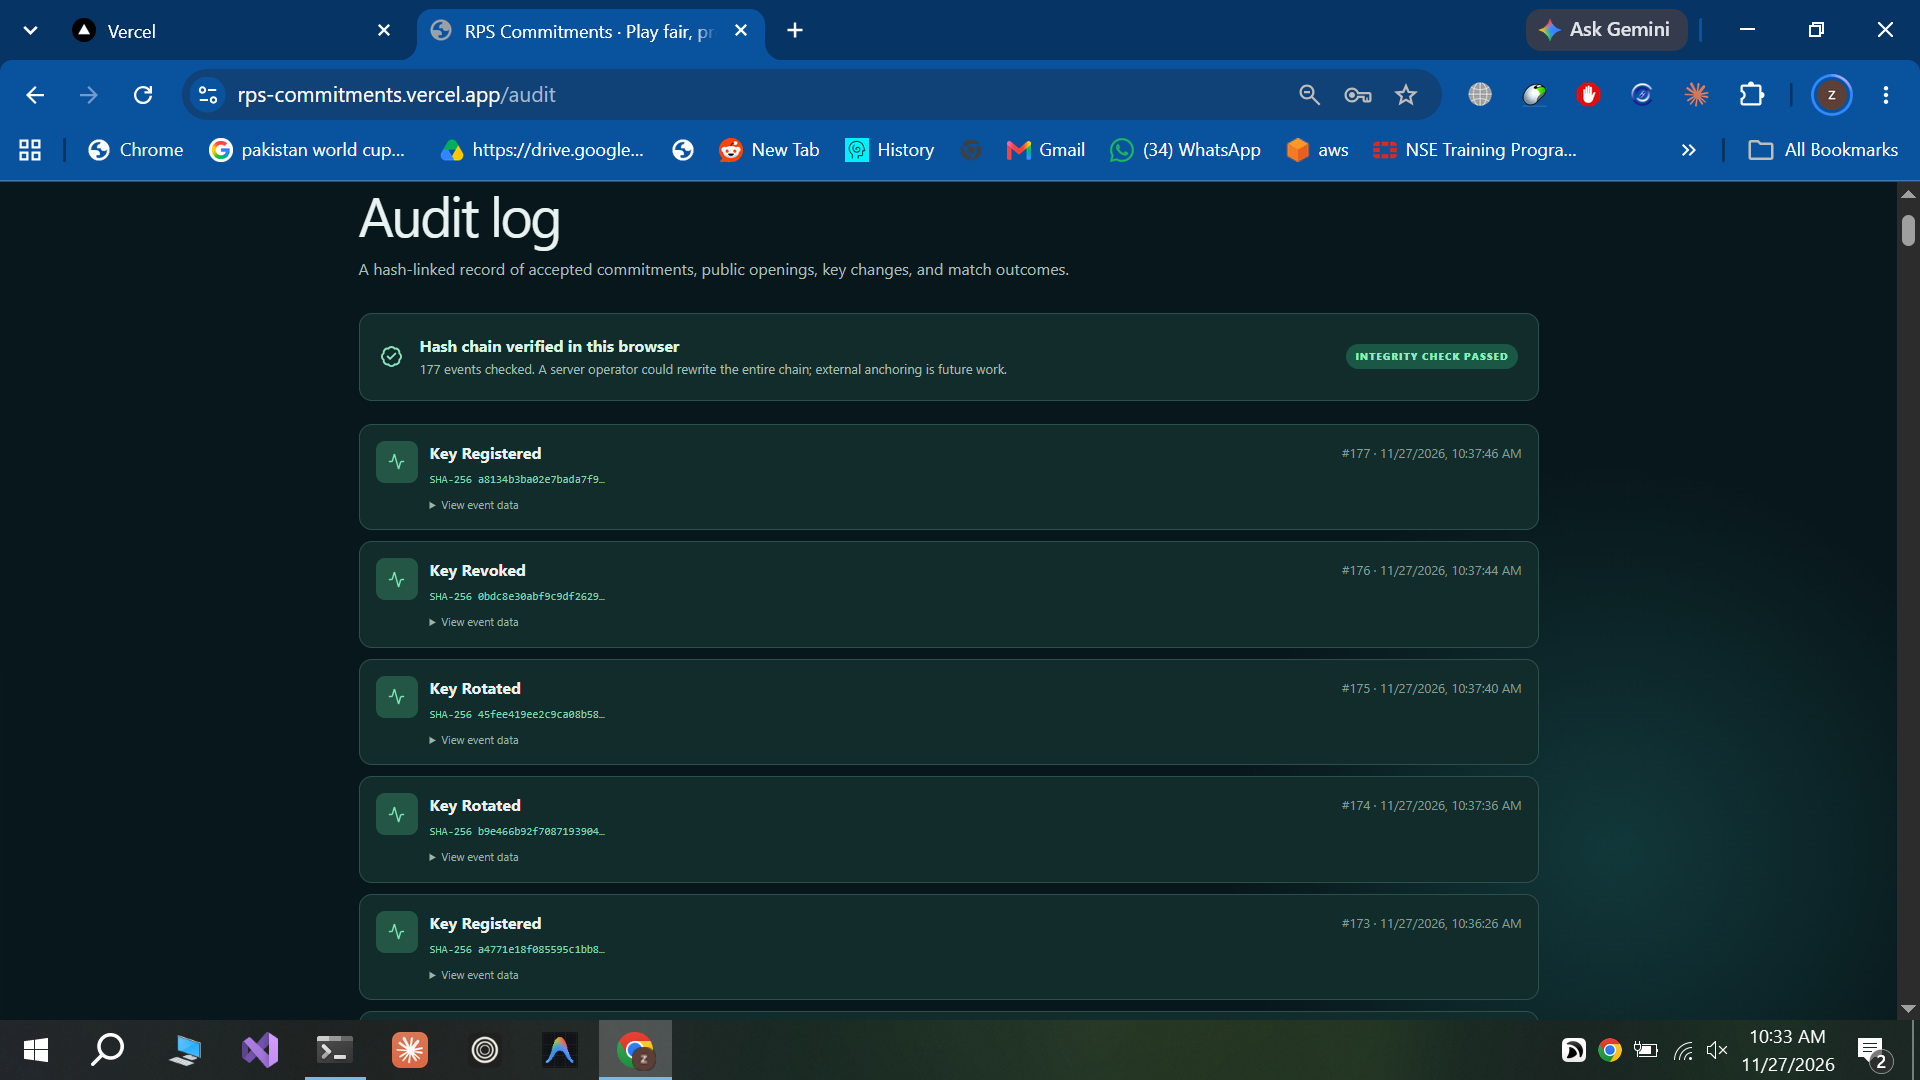 Vercel
RPS Commitments · Play fair, pr
Ask Gemini
rps-commitments.vercel.app/audit
z
Chrome
pakistan world cup...
https://drive.google...
New Tab
History
Gmail
(34) WhatsApp
aws
NSE Training Progra...
All Bookmarks
Audit log
A hash-linked record of accepted commitments, public openings, key changes, and match outcomes.
Hash chain verified in this browser
177 events checked. A server operator could rewrite the entire chain; external anchoring is future work.
INTEGRITY CHECK PASSED
Key Registered
#177 · 11/27/2026, 10:37:46 AM
SHA-256 a8134b3ba02e7bada7f9…
View event data
Key Revoked
#176 · 11/27/2026, 10:37:44 AM
SHA-256 0bdc8e30abf9c9df2629…
View event data
Key Rotated
#175 · 11/27/2026, 10:37:40 AM
SHA-256 45fee419ee2c9ca08b58…
View event data
Key Rotated
#174 · 11/27/2026, 10:37:36 AM
SHA-256 b9e466b92f7087193904…
View event data
Key Registered
#173 · 11/27/2026, 10:36:26 AM
SHA-256 a4771e18f085595c1bb8…
View event data
z
10:33 AM
11/27/2026
2